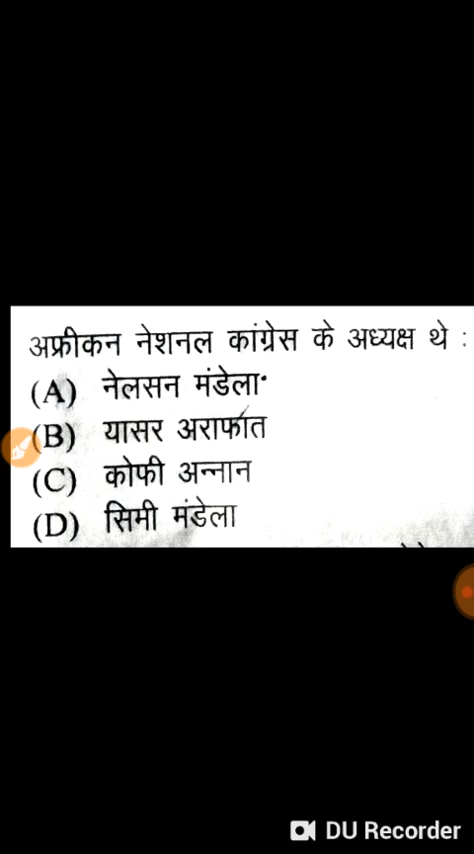 अफ्रीकन नेशनल कांग्रेस के अध्यक्ष थे :
(A) नेलसन मंडेला
(B) यासर अराफात
(C) कोफी अन्नान
(D) सिमी मंडेला
DU Recorder